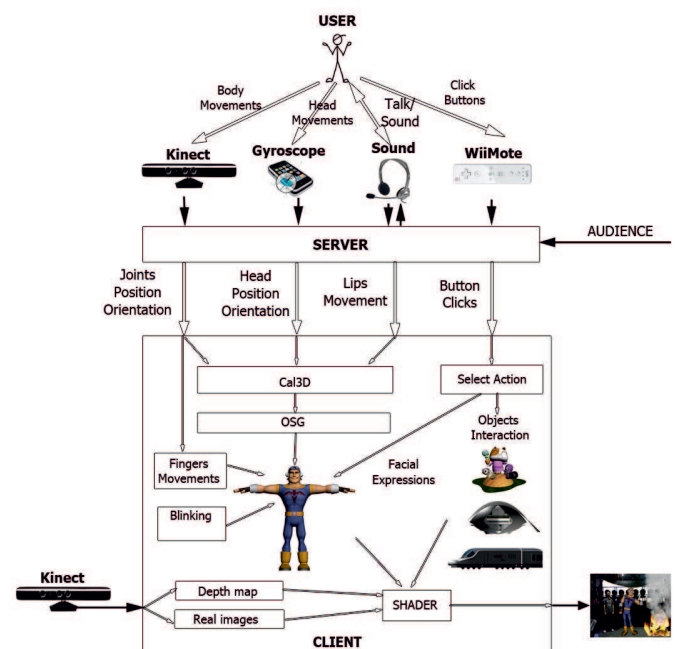 USER
Body
Movements
Head
Movements
Talk/
Sound
Click
Buttons
Kinect
Gyroscope
Sound
WiiMote
SERVER
AUDIENCE
Joints
Position
Orientation
Head
Position
Orientation
Lips
Movement
Button
Clicks
Cal3D
Select Action
OSG
Objects
Interaction
Fingers
Movements
Facial
Expressions
Blinking
Kinect
Depth map
Real images
SHADER
CLIENT